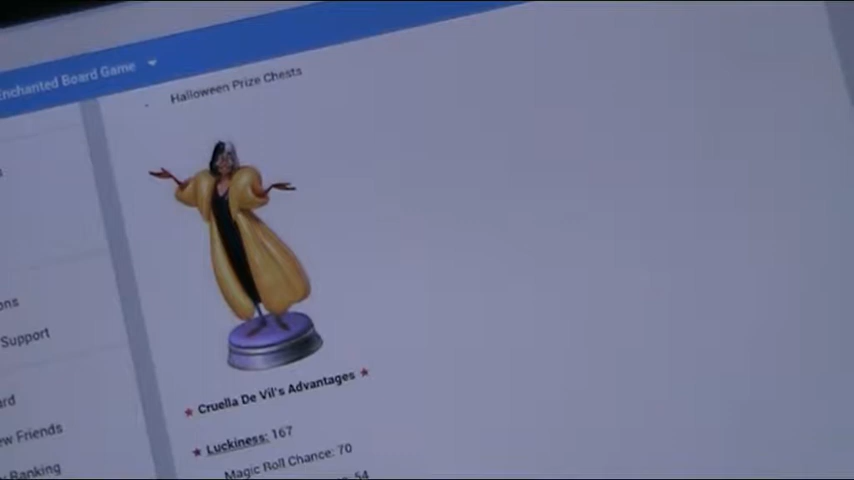 Enchanted Board Game
Halloween Prize Chests
ons
Support
Cruella De Vil's Advantages
Luckiness: 167
Magic Roll Chance: 70
54
ew Friends
Ranking